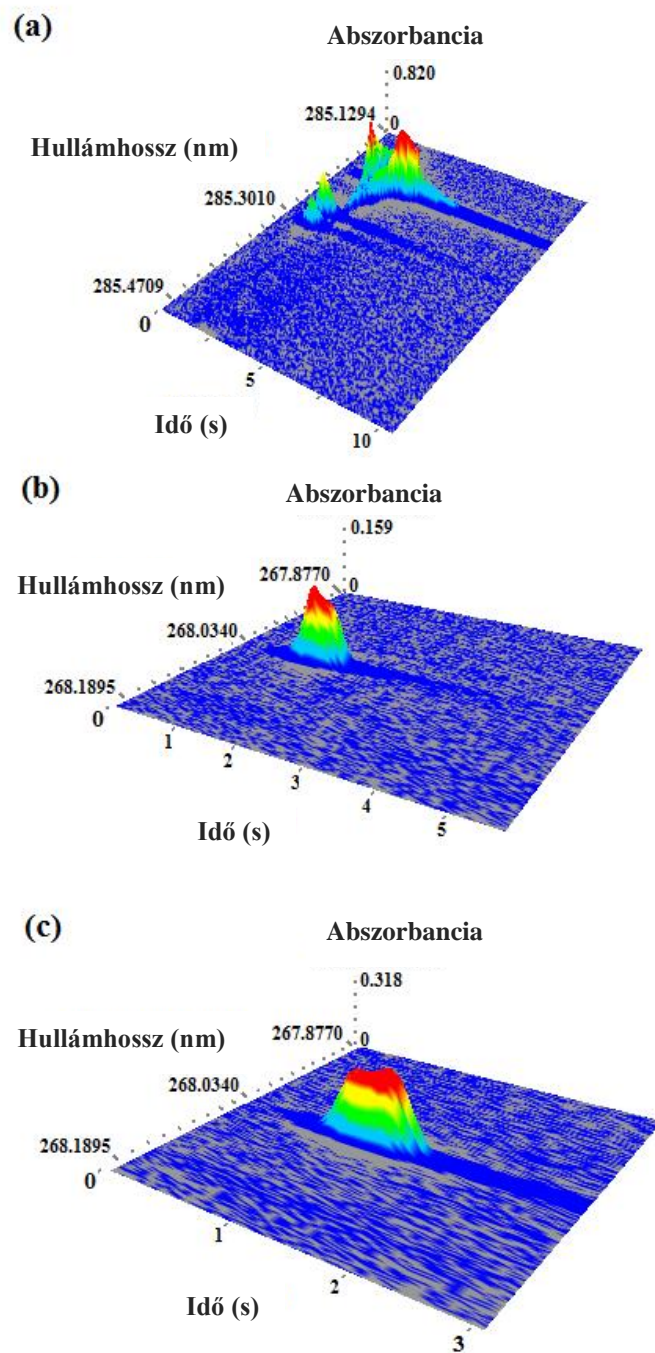 (a)
Abszorbancia
0.820
285.1294
0
Hullámhossz (nm)
285.3010
285.4709
0
5
Idő (s)
10
(b)
Abszorbancia
0.159
267.8770
0
Hullámhossz (nm)
268.0340
268.1895
0
1
2
3
4
5
Idő (s)
(c)
Abszorbancia
0.318
267.8770
0
Hullámhossz (nm)
268.0340
268.1895
0
1
2
Idő (s)
3